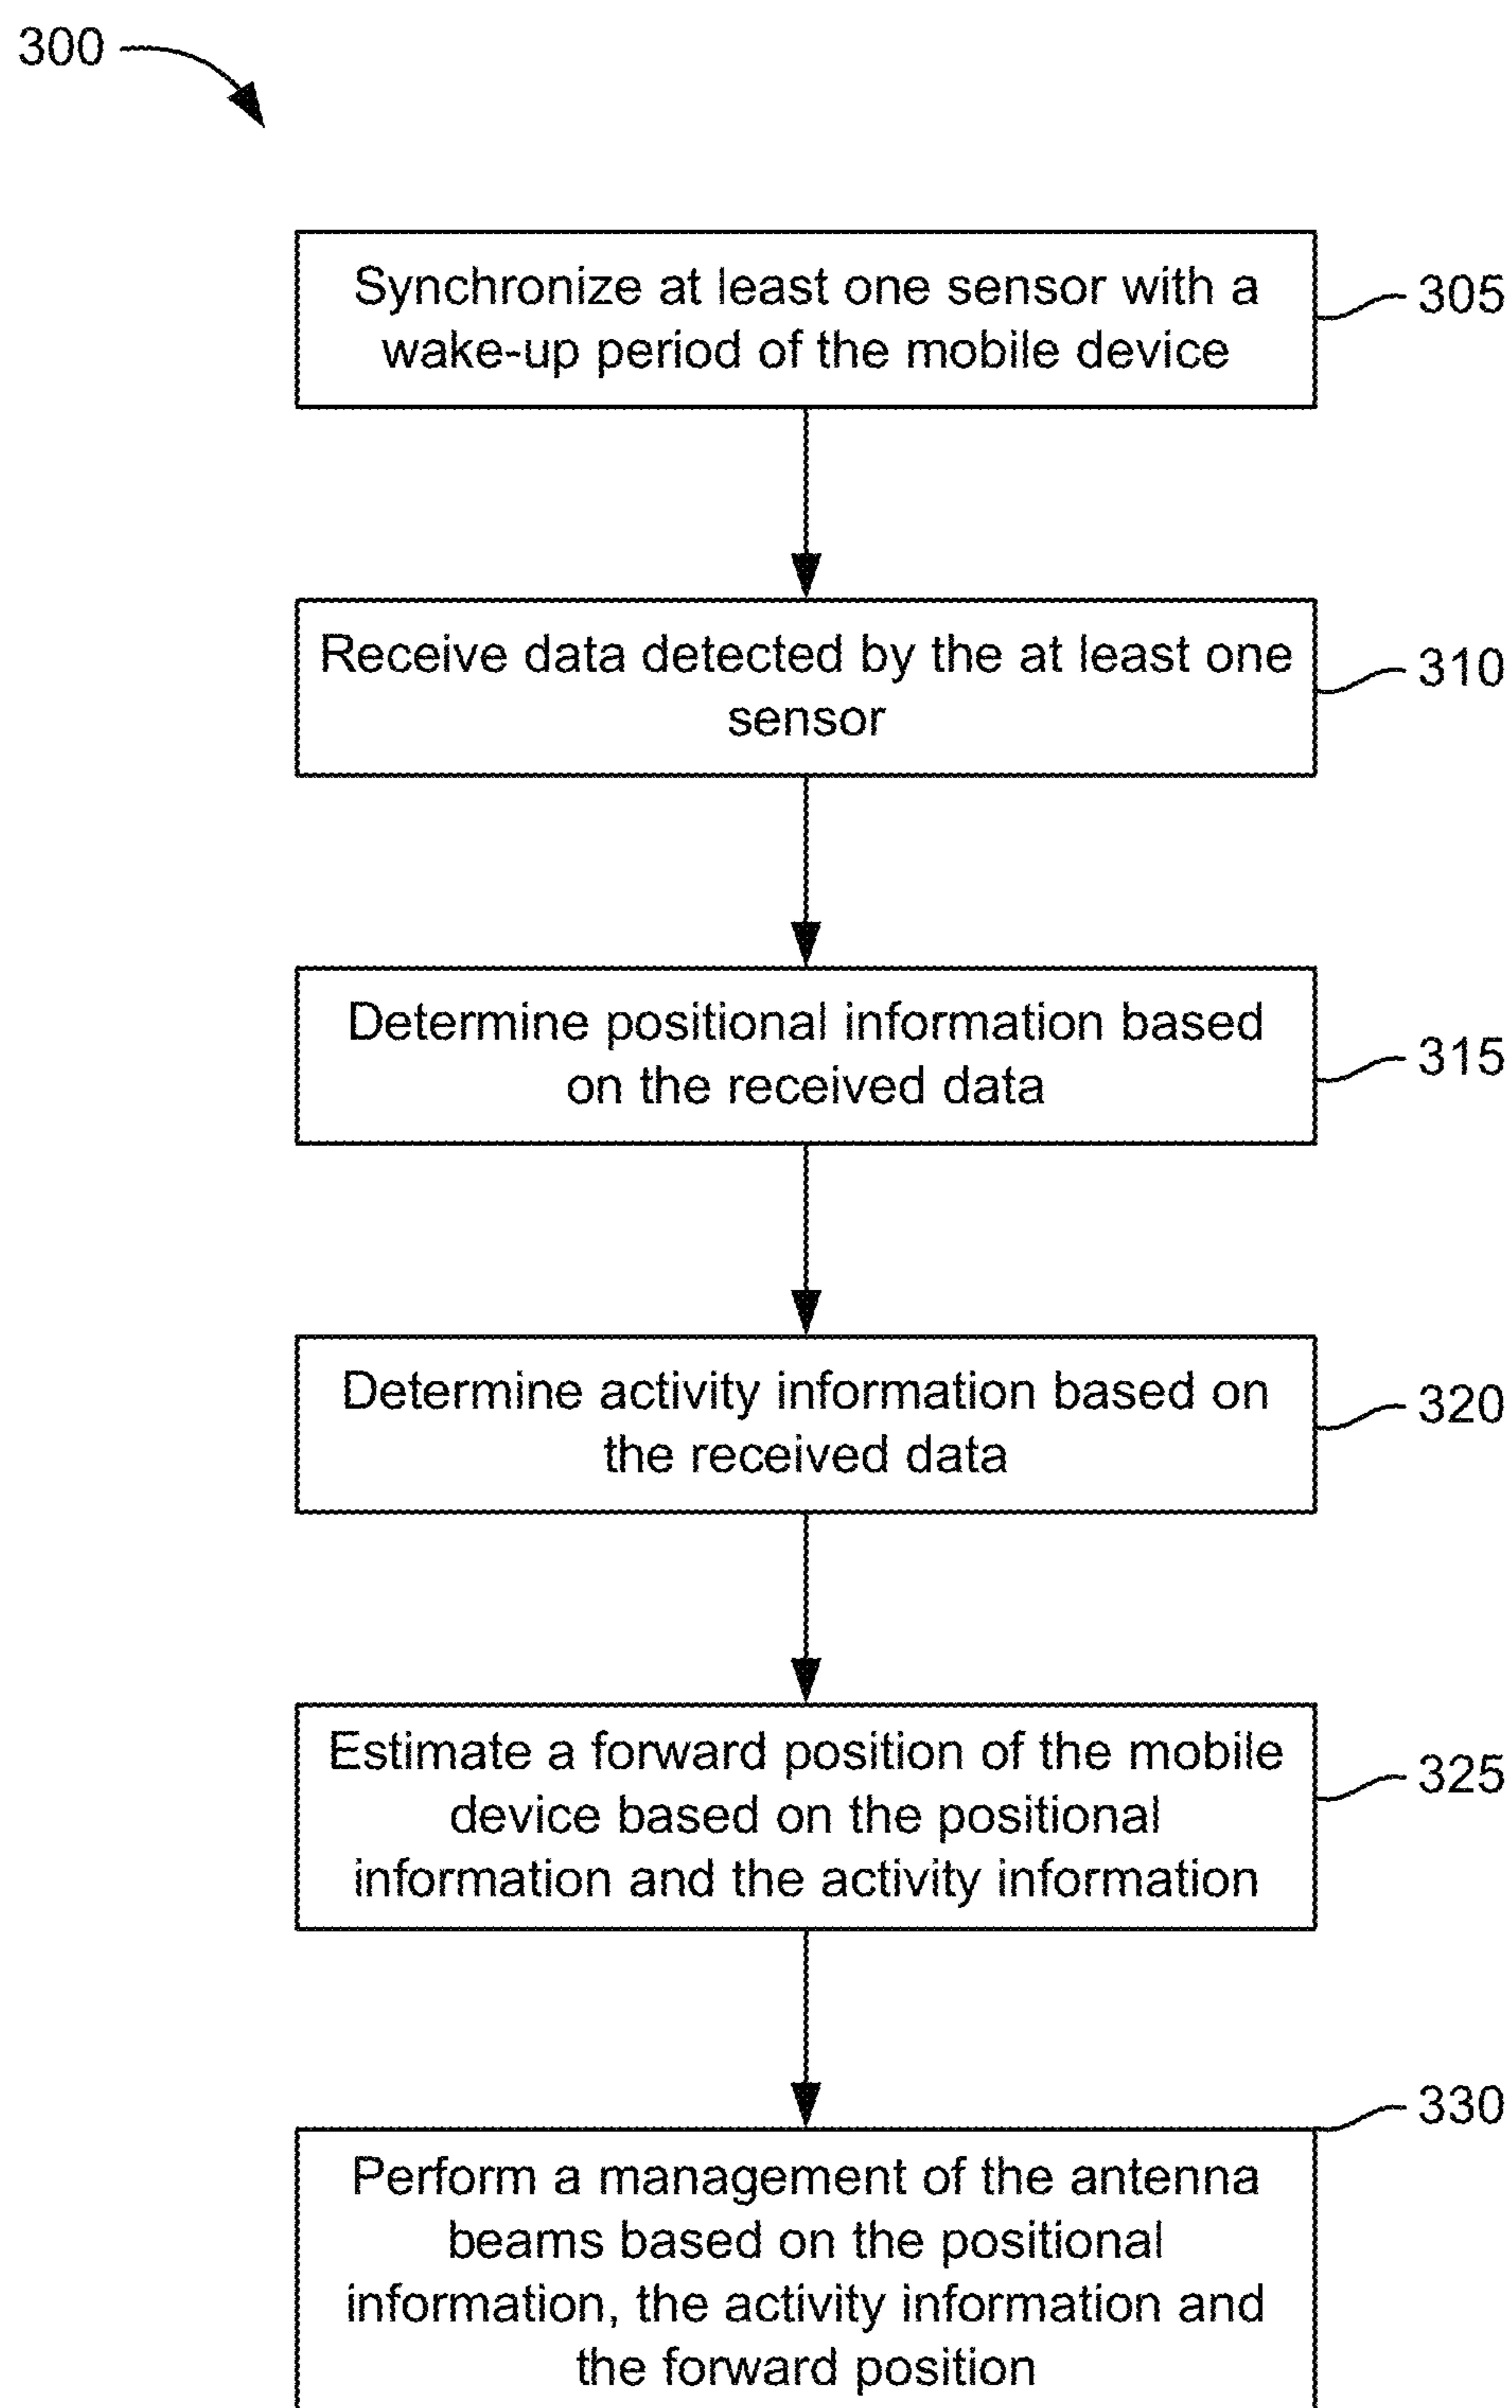 300
Synchronize at least one sensor with a
wake-up period of the mobile device
305
Receive data detected by the at least one
sensor
310
Determine positional information based
on the received data
315
Determine activity information based on
the received data
320
Estimate a forward position of the mobile
device based on the positional
information and the activity information
325
330
Perform a management of the antenna
beams based on the positional
information, the activity information and
the forward position